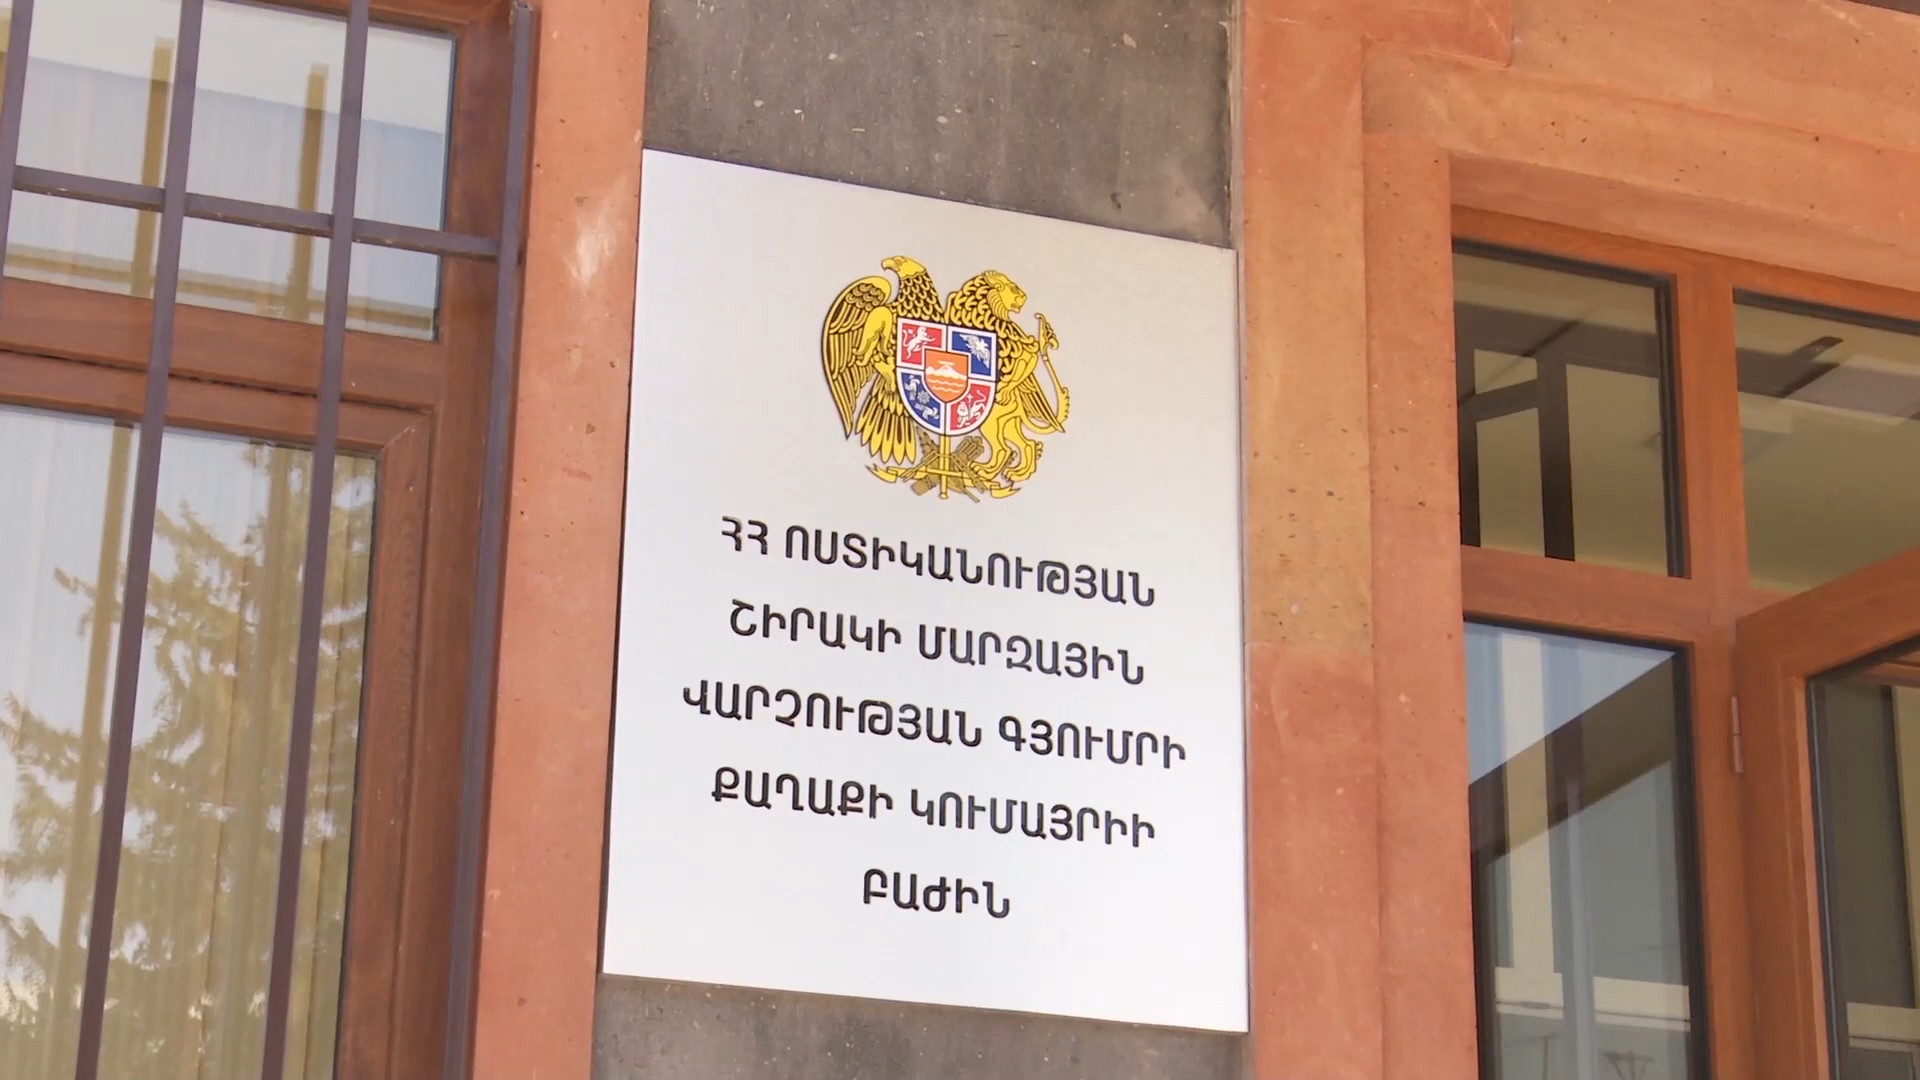 ՀՀ ՈՍՏԻԿԱՆՈՒԹՅԱՆ
ՇԻՐԱԿԻ ՄԱՐԶԱՅԻՆ
ՎԱՐՉՈՒԹՅԱՆ ԳՅՈՒՄՐԻ
ՔԱՂԱՔԻ ԿՈՒՄԱՅՐԻԻ
ԲԱԺԻՆ